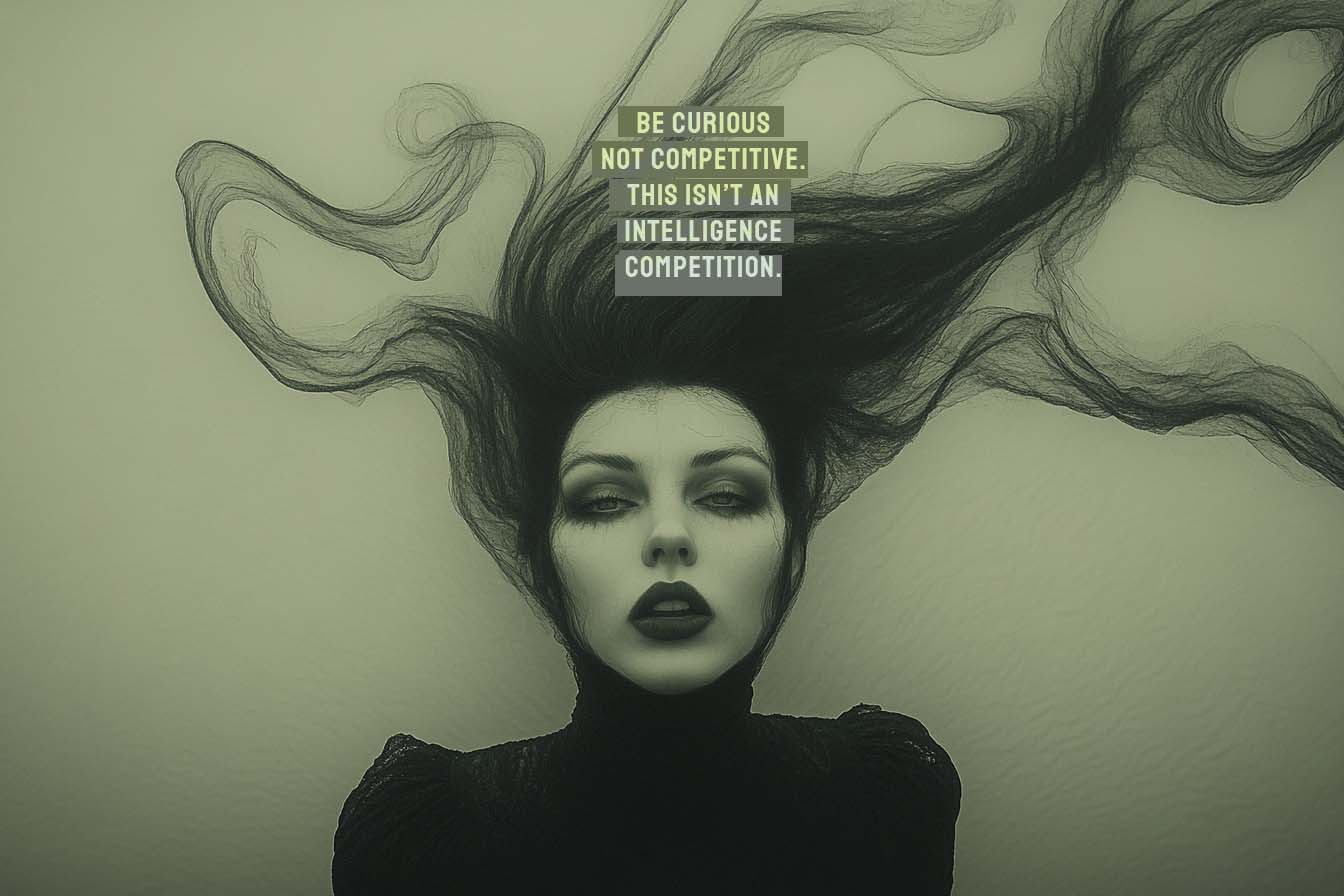 BE CURIOUS
NOT COMPETITIVE.
THIS ISN’T AN
INTELLIGENCE
COMPETITION.